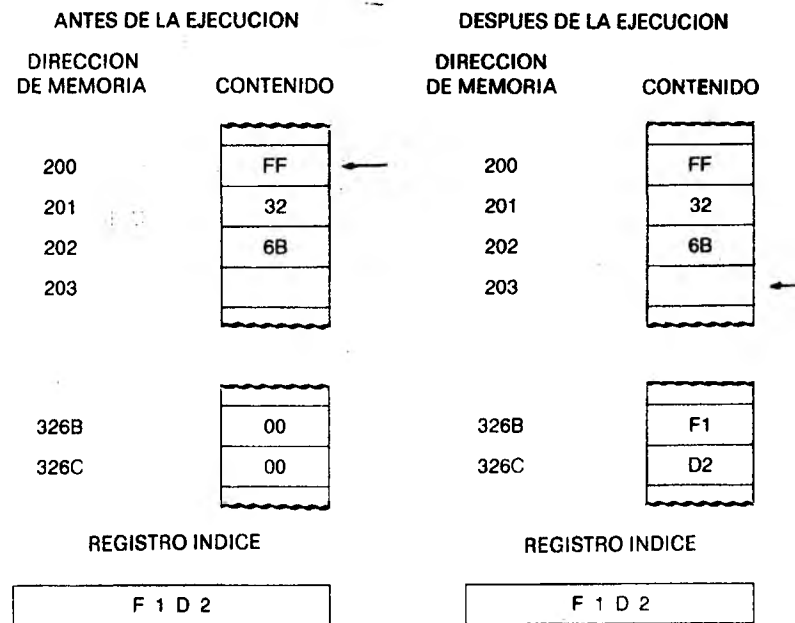 ANTES DE LA EJECUCION
DIRECCION
DE MEMORIA CONTENIDO
200 FF
201 32
202 6B
203
326B 00
326C 00
REGISTRO INDICE
F 1 D 2
DESPUES DE LA EJECUCION
DIRECCION
DE MEMORIA CONTENIDO
200 FF
201 32
202 6B
203
326B F1
326C D2
REGISTRO INDICE
F 1 D 2